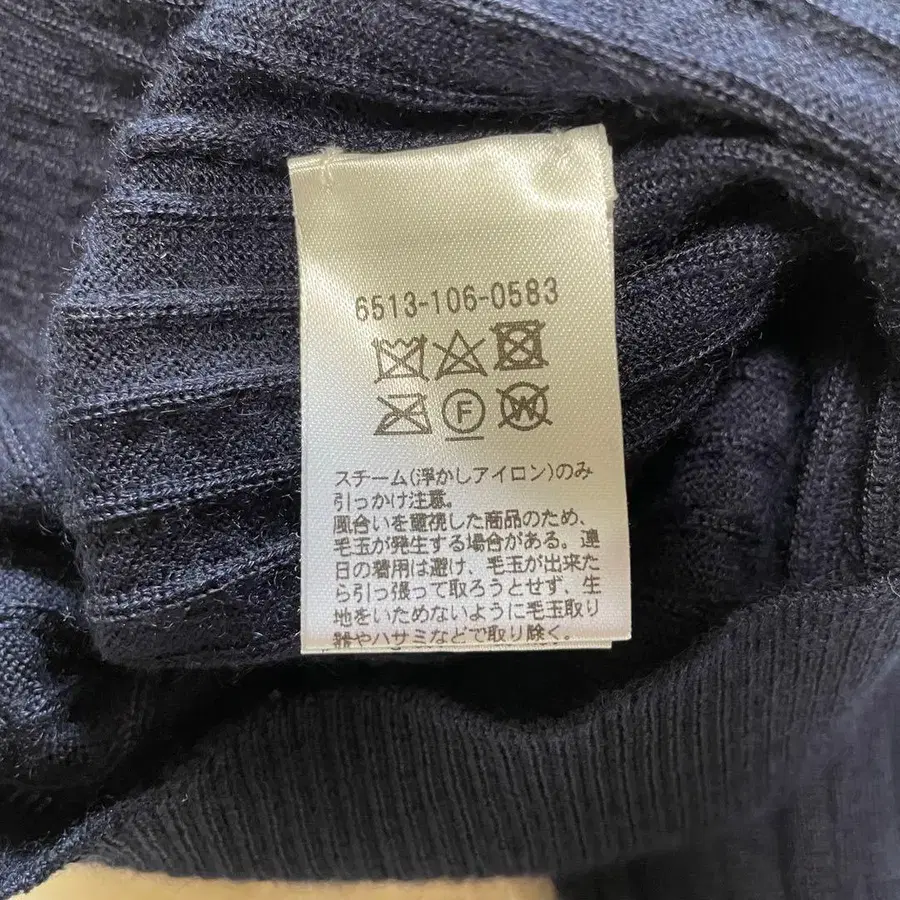 6513-106-0583
F
W
スチーム(浮かしアイロン)のみ
引っかけ注意。
風合いを重視した商品のため、
毛玉が発生する場合がある。連
日の着用は避け、毛玉が出来た
ら引っ張って取ろうとせず、生
地をいためないように毛玉取り
器やハサミなどで取り除く。